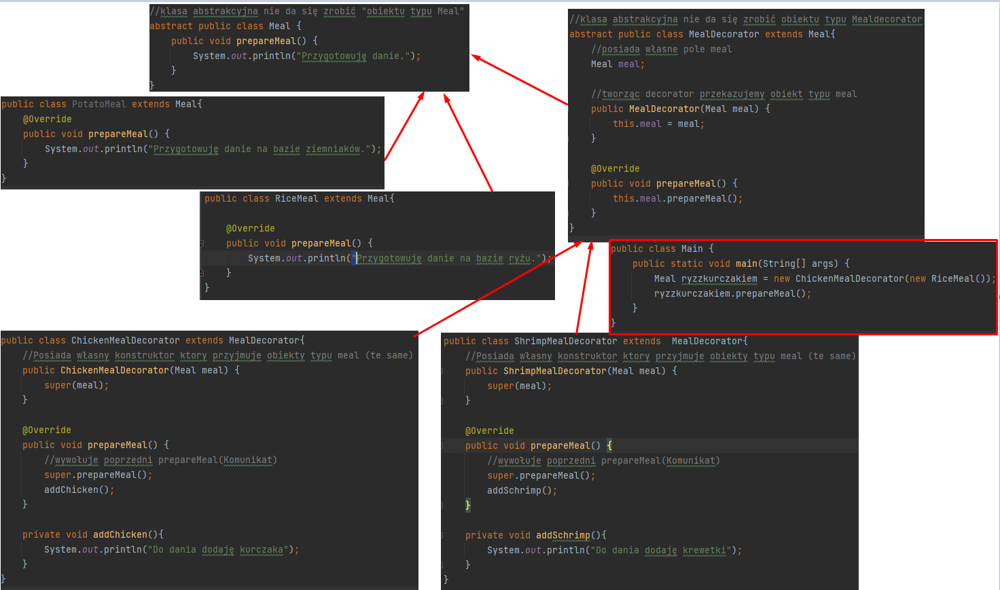 //klasa abstrakcyjna nie da się zrobić "obiektu typu Meal"
abstract public class Meal {
public void prepareMeal() {
System.out.println("Przygotowuję danie.");
}
}
public class PotatoMeal extends Meal{
@Override
public void prepareMeal() {
System.out.println("Przygotowuję danie na bazie ziemniaków.");
}
}
public class RiceMeal extends Meal{
@Override
public void prepareMeal() {
System.out.println("Przygotowuję danie na bazie ryżu.");
}
}
//klasa abstrakcyjna nie da się zrobić obiektu typu Mealdecorator
abstract public class MealDecorator extends Meal{
//posiada własne pole meal
Meal meal;
//tworząc decorator przekazujemy obiekt typu meal
public MealDecorator(Meal meal) {
this.meal = meal;
}
@Override
public void prepareMeal() {
this.meal.prepareMeal();
}
}
public class Main {
public static void main(String[] args) {
Meal ryzzkurczakiem = new ChickenMealDecorator(new RiceMeal());
ryzzkurczakiem.prepareMeal();
}
}
public class ChickenMealDecorator extends MealDecorator{
//Posiada własny konstruktor ktory przyjmuje obiekty typu meal (te same)
public ChickenMealDecorator(Meal meal) {
super(meal);
}
@Override
public void prepareMeal() {
//wywołuje poprzedni prepareMeal(Komunikat)
super.prepareMeal();
addChicken();
}
private void addChicken(){
System.out.println("Do dania dodaję kurczaka");
}
}
public class ShrimpMealDecorator extends  MealDecorator{
//Posiada własny konstruktor ktory przyjmuje obiekty typu meal (te same)
public ShrimpMealDecorator(Meal meal) {
super(meal);
}
@Override
public void prepareMeal() {
//wywołuje poprzedni prepareMeal(Komunikat)
super.prepareMeal();
addSchrimp();
}
private void addSchrimp(){
System.out.println("Do dania dodaję krewetki");
}
}